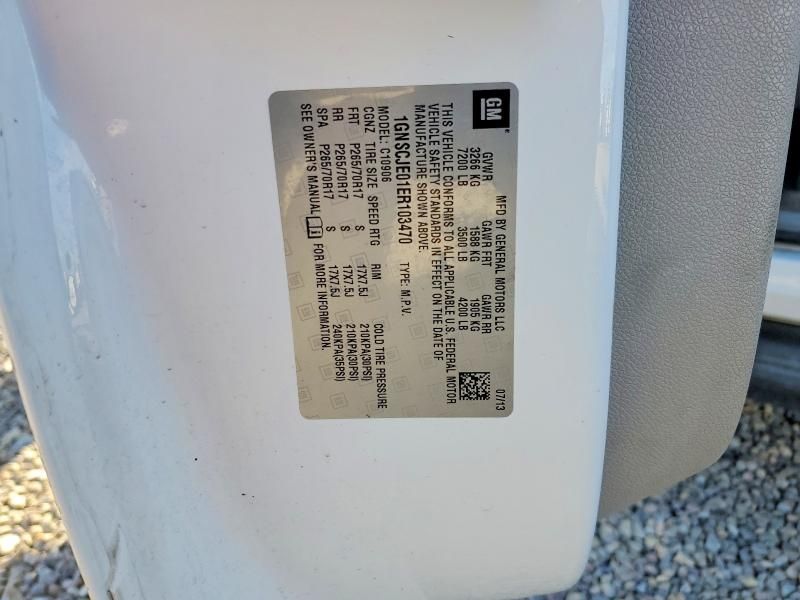 GM
MFD BY GENERAL MOTORS LLC 07/13
GVWR GAWR FRT GAWR RR
3266 KG 1588 KG 1905 KG
7200 LB 3500 LB 4200 LB
THIS VEHICLE CONFORMS TO ALL APPLICABLE U.S. FEDERAL MOTOR
VEHICLE SAFETY STANDARDS IN EFFECT ON THE DATE OF
MANUFACTURE SHOWN ABOVE.
1GNSCJE01ER103470 TYPE: M.P.V.
MODEL: C10906
CGNZ TIRE SIZE SPEED RTG RIM COLD TIRE PRESSURE
FRT P265/70R17 S 17X7.5J 210KPA(30PSI)
RR P265/70R17 S 17X7.5J 210KPA(30PSI)
SPA P265/70R17 S 17X7.5J 240KPA(35PSI)
SEE OWNER'S MANUAL FOR MORE INFORMATION.